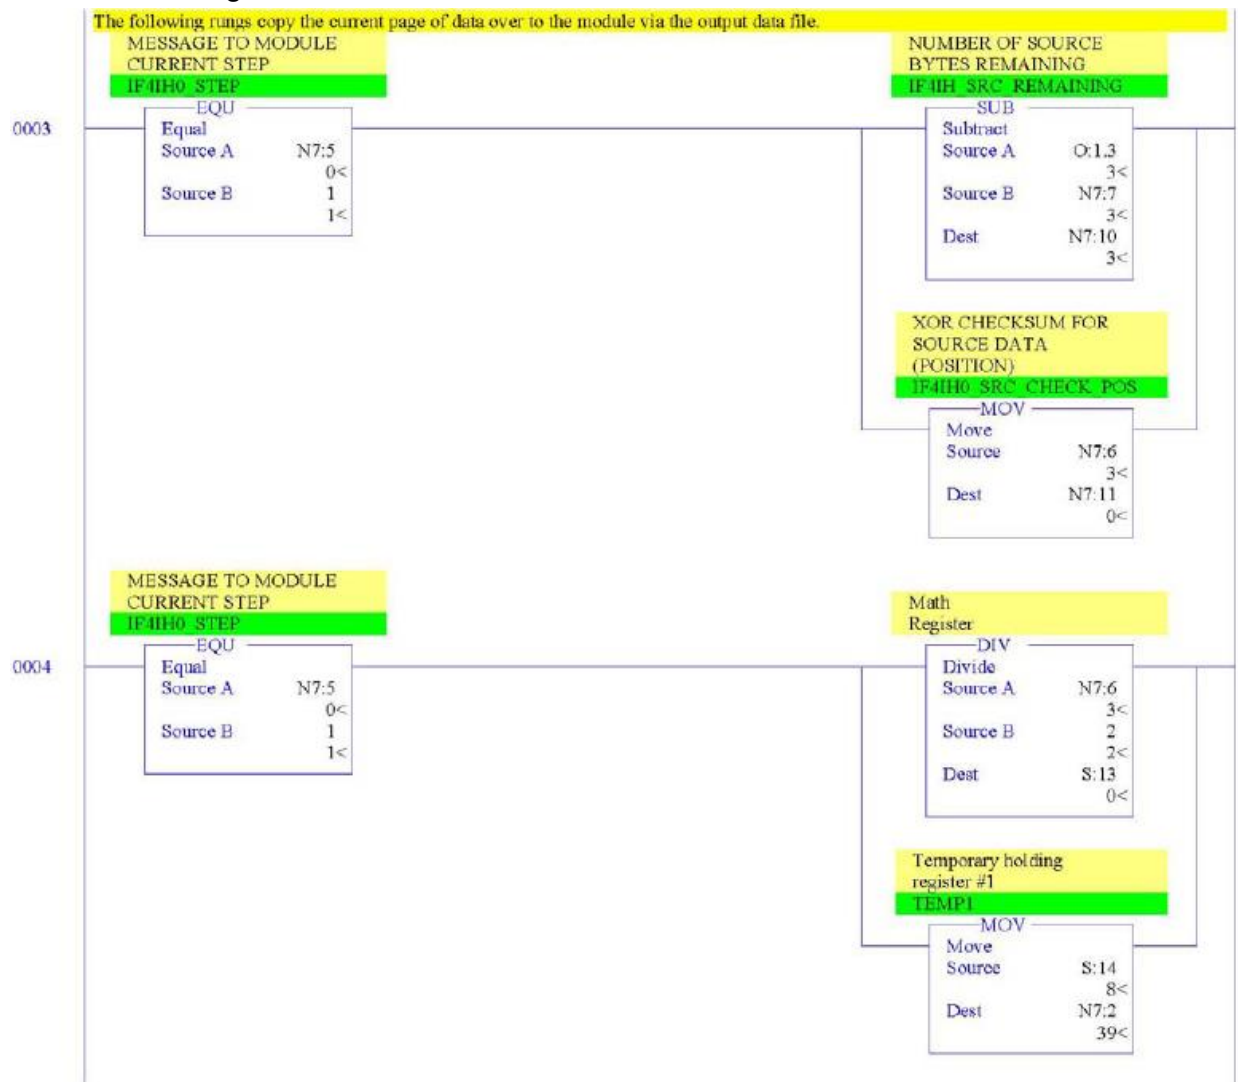 The following rungs copy the current page of data over to the module via the output data file.
MESSAGE TO MODULE
CURRENT STEP
IF4IH0_STEP
EQU
0003
Equal
Source A N7:5
0<
Source B 1
1<
NUMBER OF SOURCE
BYTES REMAINING
IF4IH_SRC_REMAINING
SUB
Subtract
Source A O:1.3
3<
Source B N7:7
3<
Dest N7:10
3<
XOR CHECKSUM FOR
SOURCE DATA
(POSITION)
IF4IH0_SRC_CHECK_POS
MOV
Move
Source N7:6
3<
Dest N7:11
0<
MESSAGE TO MODULE
CURRENT STEP
IF4IH0_STEP
EQU
0004
Equal
Source A N7:5
0<
Source B 1
1<
Math
Register
DIV
Divide
Source A N7:6
3<
Source B 2
2<
Dest S:13
0<
Temporary holding
register #1
TEMP1
MOV
Move
Source S:14
8<
Dest N7:2
39<